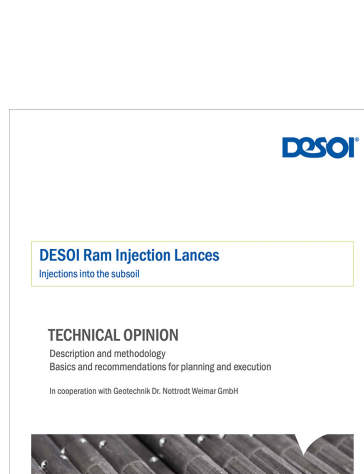 DESOI®
DESOI Ram Injection Lances
Injections into the subsoil
TECHNICAL OPINION
Description and methodology
Basics and recommendations for planning and execution
In cooperation with Geotechnik Dr. Nottrodt Weimar GmbH